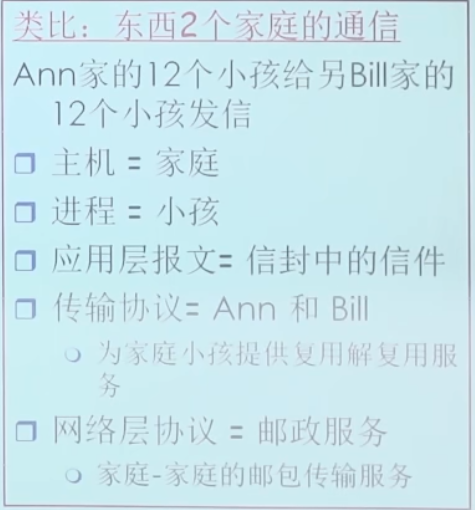 类比：东西2个家庭的通信
Ann家的12个小孩给另Bill家的
12个小孩发信
主机 = 家庭
进程 = 小孩
应用层报文= 信封中的信件
传输协议= Ann 和 Bill
为家庭小孩提供复用解复用服
务
网络层协议 = 邮政服务
家庭-家庭的邮包传输服务